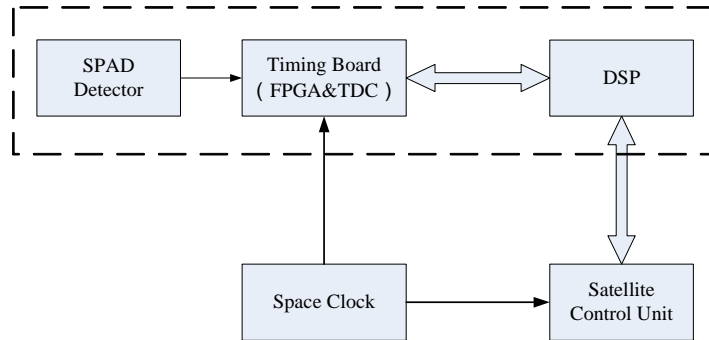 SPAD
Detector
Timing Board
（FPGA&TDC）
DSP
Space Clock
Satellite
Control Unit